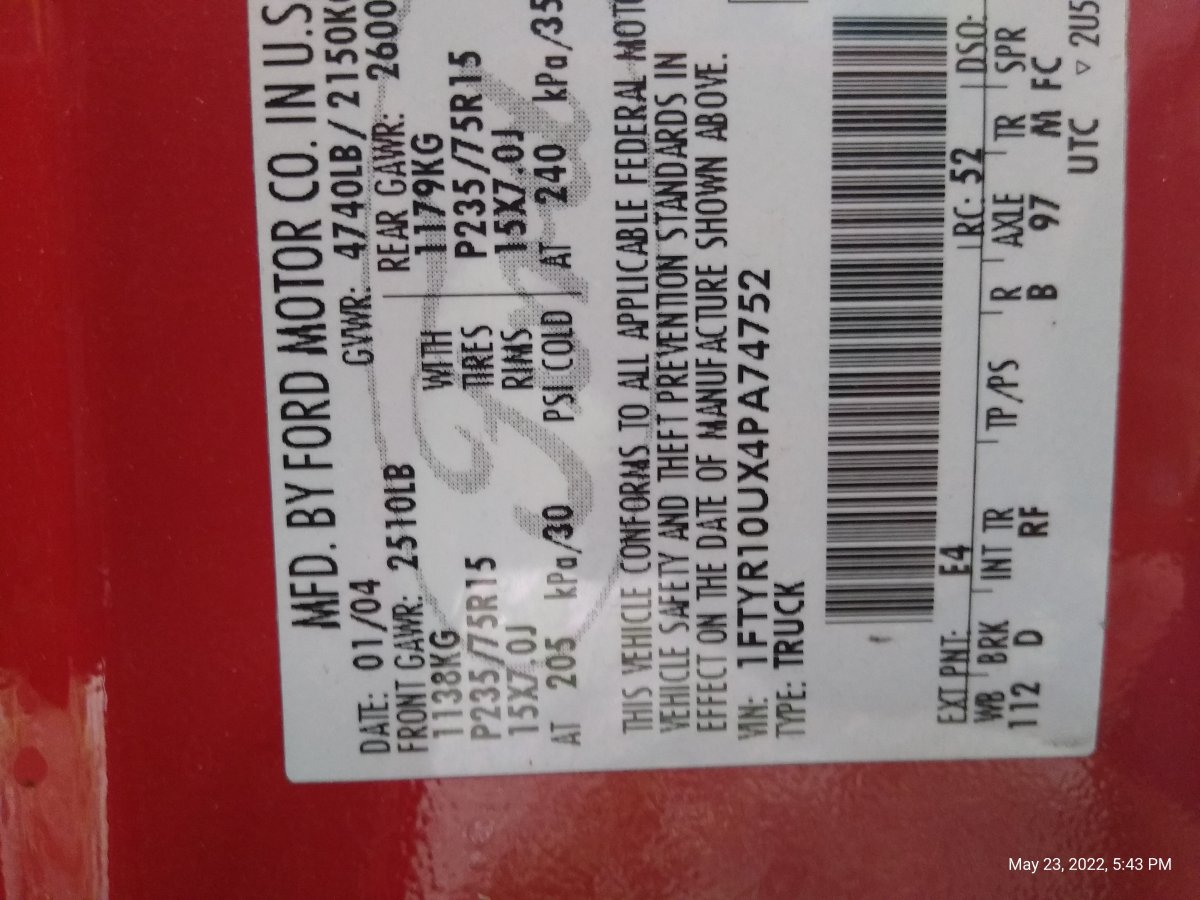 MFD. BY FORD MOTOR CO. IN U.S
DATE: 01/04 GVWR: 4740LB/2150K
FRONT GAWR: 2510LB REAR GAWR: 2600
1138KG WITH 1179KG
P235/75R15 TIRES P235/75R15
15X7.0J RIMS 15X7.0J
AT 205 kPa/30 PSI COLD AT 240 kPa/35
THIS VEHICLE CONFORMS TO ALL APPLICABLE FEDERAL MOT
VEHICLE SAFETY AND THEFT PREVENTION STANDARDS IN
EFFECT ON THE DATE OF MANUFACTURE SHOWN ABOVE.
VIN: 1FTYR10UX4PA74752
TYPE: TRUCK
EXT PNT: E4 RC: 52 DSO:
WB BRK INT TR TP/PS R AXLE TR SPR
112 D RF B 97 M FC
UTC ▽ 2U5
May 23, 2022, 5:43 PM